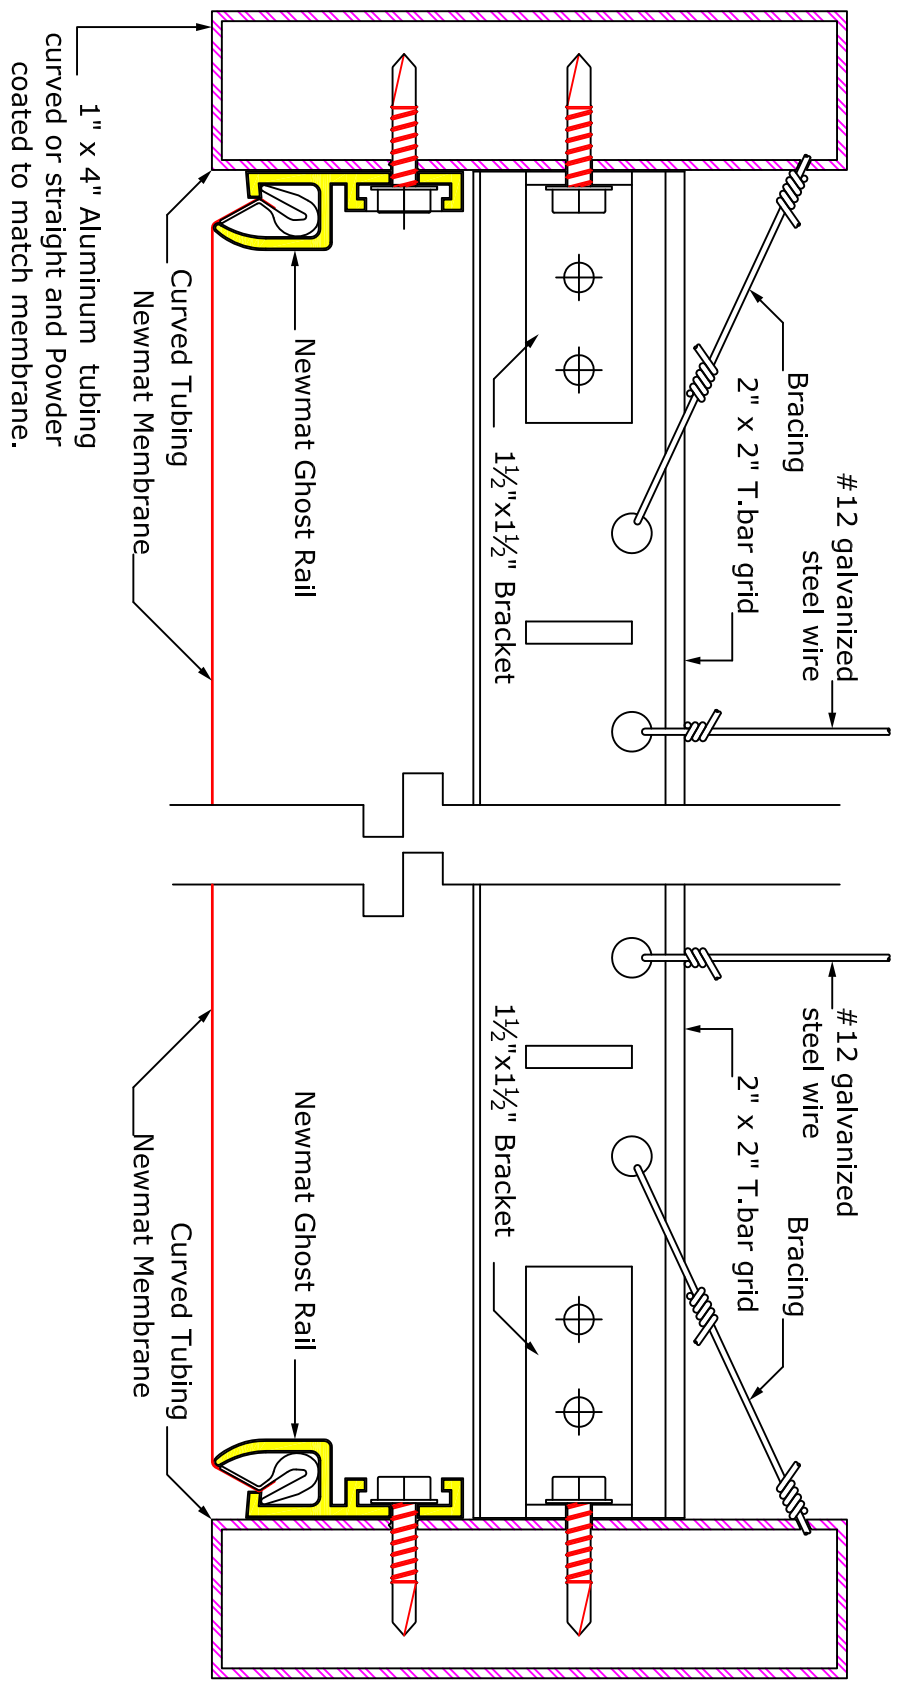 #12 galvanized
steel wire
Bracing
2" x 2" T.bar grid
1½"x1½" Bracket
Newmat Ghost Rail
Curved Tubing
Newmat Membrane
1" x 4" Aluminum tubing
curved or straight and Powder
coated to match membrane.
#12 galvanized
steel wire
Bracing
2" x 2" T.bar grid
1½"x1½" Bracket
Newmat Ghost Rail
Curved Tubing
Newmat Membrane